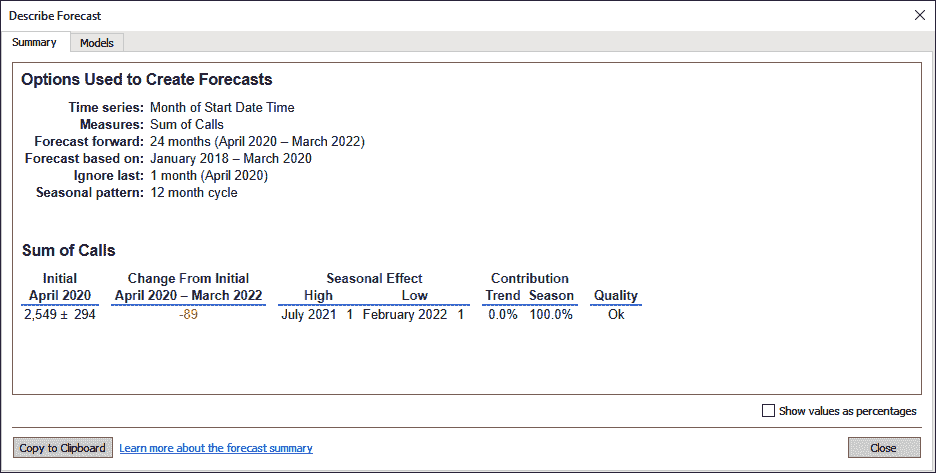 Describe Forecast
Summary Models
Options Used to Create Forecasts
Time series: Month of Start Date Time
Measures: Sum of Calls
Forecast forward: 24 months (April 2020 – March 2022)
Forecast based on: January 2018 – March 2020
Ignore last: 1 month (April 2020)
Seasonal pattern: 12 month cycle
Sum of Calls
Initial Change From Initial Seasonal Effect Contribution
April 2020 April 2020 – March 2022 High Low Trend Season Quality
2,549 ± 294 -89 July 2021 1 February 2022 1 0.0% 100.0% Ok
Show values as percentages
Copy to Clipboard Learn more about the forecast summary Close